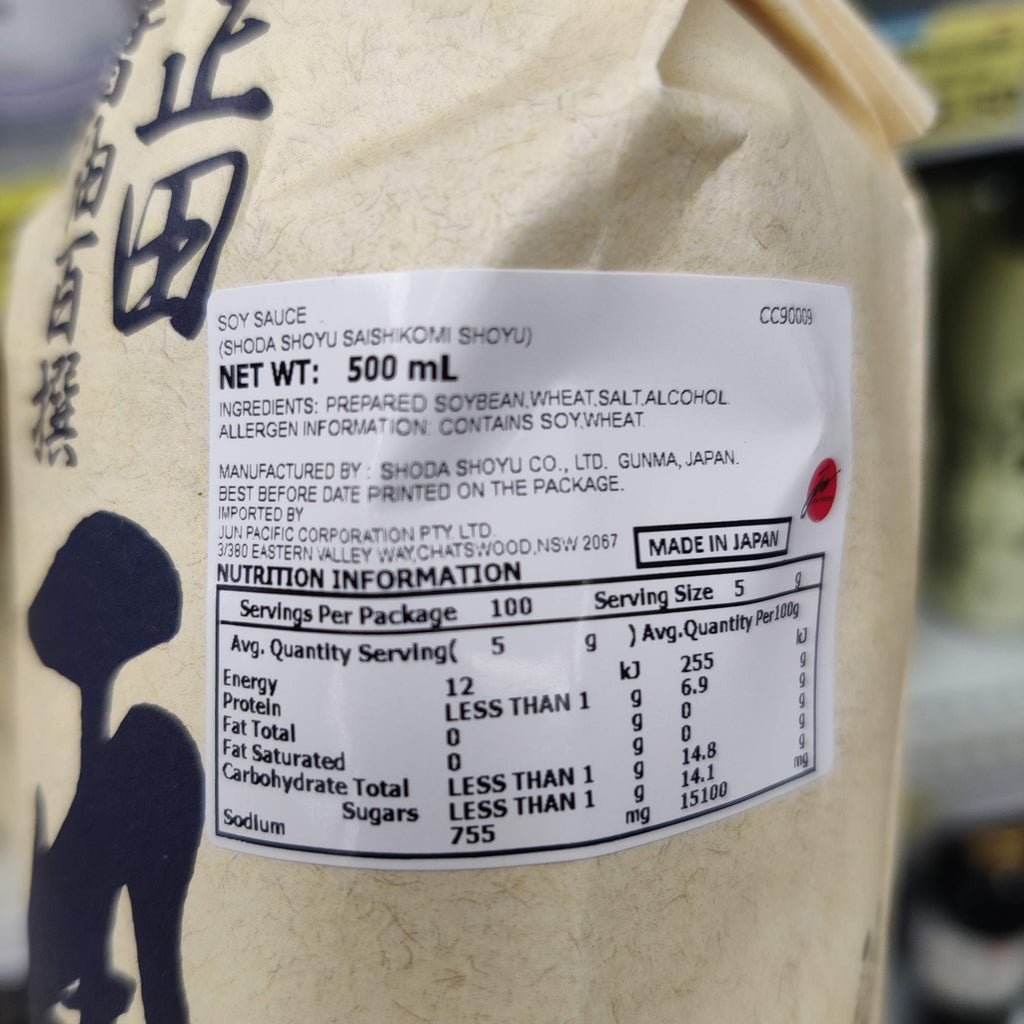 正田
百撰
SOY SAUCE
CC90009
(SHODA SHOYU SAISHIKOMI SHOYU)
NET WT: 500 mL
INGREDIENTS: PREPARED SOYBEAN,WHEAT,SALT,ALCOHOL.
ALLERGEN INFORMATION: CONTAINS SOY,WHEAT.
MANUFACTURED BY : SHODA SHOYU CO., LTD. GUNMA, JAPAN.
BEST BEFORE DATE PRINTED ON THE PACKAGE.
IMPORTED BY
JUN PACIFIC CORPORATION PTY. LTD.
3/380 EASTERN VALLEY WAY,CHATSWOOD,NSW 2067
MADE IN JAPAN
NUTRITION INFORMATION
Servings Per Package 100 Serving Size 5 g
Avg. Quantity Serving( 5 g ) Avg.Quantity Per100g
Energy 12 kJ 255 kJ
Protein LESS THAN 1 g 6.9 g
Fat Total 0 g 0 g
Fat Saturated 0 g 0 g
Carbohydrate Total LESS THAN 1 g 14.8 g
Sugars LESS THAN 1 g 14.1 g
Sodium 755 mg 15100 mg